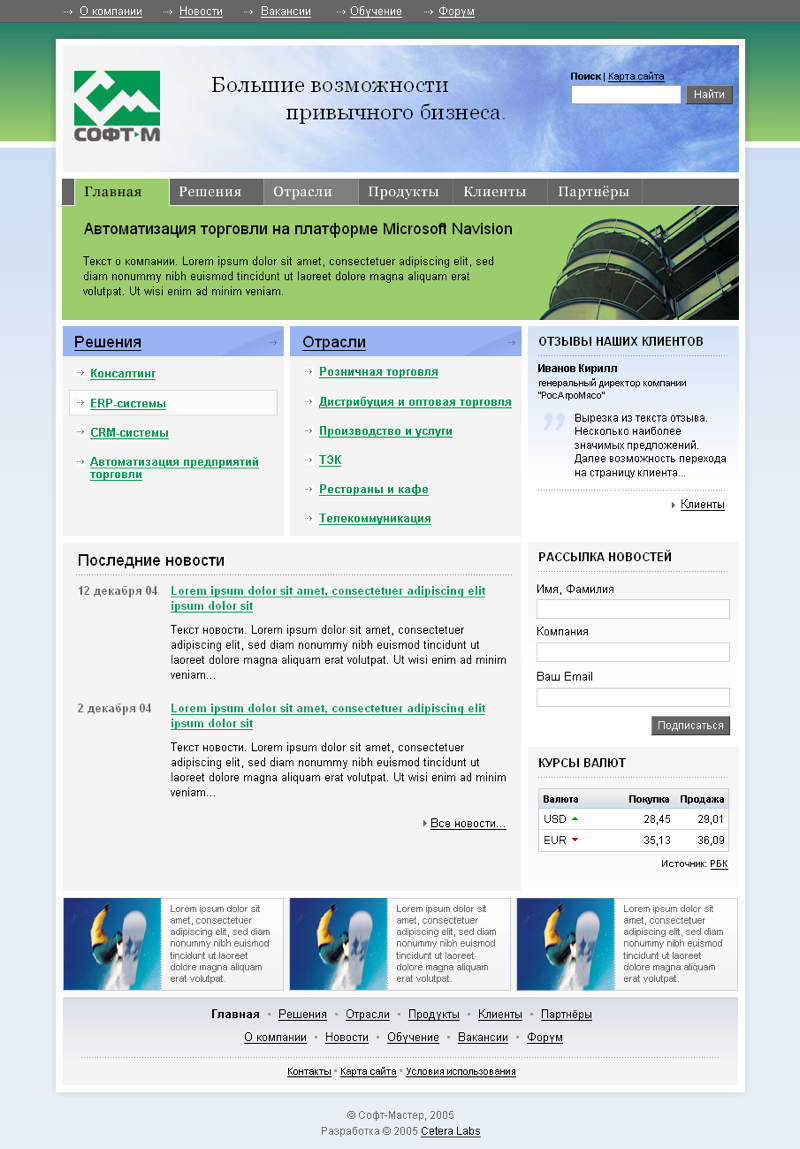 О компании Новости Вакансии Обучение Форум
СОФТ-М
Большие возможности
привычного бизнеса.
Поиск | Карта сайта
Найти
Главная Решения Отрасли Продукты Клиенты Партнёры
Автоматизация торговли на платформе Microsoft Navision
Текст о компании. Lorem ipsum dolor sit amet, consectetuer adipiscing elit, sed
diam nonummy nibh euismod tincidunt ut laoreet dolore magna aliquam erat
volutpat. Ut wisi enim ad minim veniam.
Решения
Консалтинг
ERP-системы
CRM-системы
Автоматизация предприятий
торговли
Отрасли
Розничная торговля
Дистрибуция и оптовая торговля
Производство и услуги
ТЭК
Рестораны и кафе
Телекоммуникация
ОТЗЫВЫ НАШИХ КЛИЕНТОВ
Иванов Кирилл
генеральный директор компании
"РосАгроМясо"
Вырезка из текста отзыва.
Несколько наиболее
значимых предложений.
Далее возможность перехода
на страницу клиента...
Клиенты
Последние новости
12 декабря 04
Lorem ipsum dolor sit amet, consectetuer adipiscing elit
ipsum dolor sit
Текст новости. Lorem ipsum dolor sit amet, consectetuer
adipiscing elit, sed diam nonummy nibh euismod tincidunt ut
laoreet dolore magna aliquam erat volutpat. Ut wisi enim ad minim
veniam...
2 декабря 04
Lorem ipsum dolor sit amet, consectetuer adipiscing elit
ipsum dolor sit
Текст новости. Lorem ipsum dolor sit amet, consectetuer
adipiscing elit, sed diam nonummy nibh euismod tincidunt ut
laoreet dolore magna aliquam erat volutpat. Ut wisi enim ad minim
veniam...
Все новости...
РАССЫЛКА НОВОСТЕЙ
Имя, Фамилия
Компания
Ваш Email
Подписаться
КУРСЫ ВАЛЮТ
Валюта Покупка Продажа
USD 28,45 29,01
EUR 35,13 36,09
Источник: РБК
Lorem ipsum dolor sit
amet, consectetuer
adipiscing elit, sed diam
nonummy nibh euismod
tincidunt ut laoreet
dolore magna aliquam
erat volutpat.
Lorem ipsum dolor sit
amet, consectetuer
adipiscing elit, sed diam
nonummy nibh euismod
tincidunt ut laoreet
dolore magna aliquam
erat volutpat.
Lorem ipsum dolor sit
amet, consectetuer
adipiscing elit, sed diam
nonummy nibh euismod
tincidunt ut laoreet
dolore magna aliquam
erat volutpat.
Главная • Решения • Отрасли • Продукты • Клиенты • Партнёры
О компании • Новости • Обучение • Вакансии • Форум
Контакты • Карта сайта • Условия использования
© Софт-Мастер, 2005
Разработка © 2005 Cetera Labs